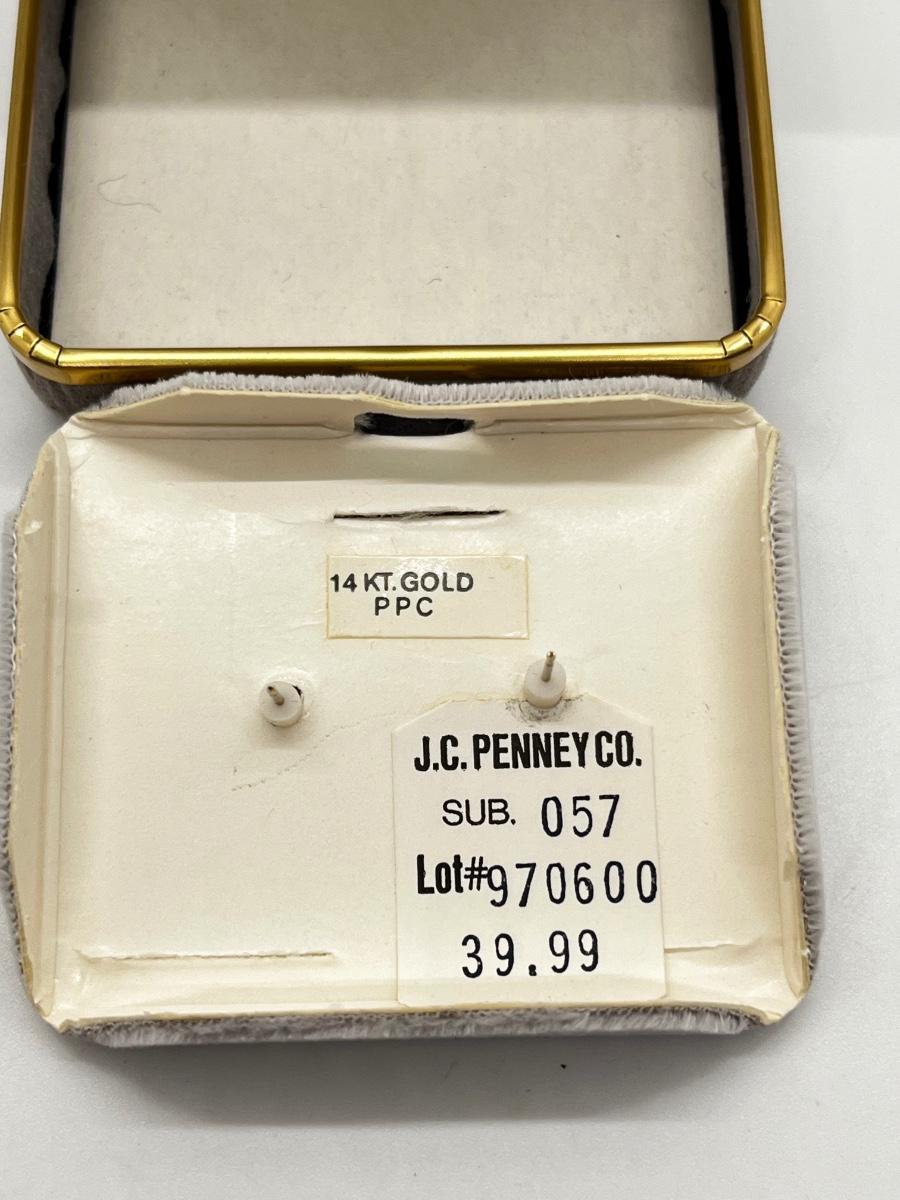 14 KT. GOLD
PPC
J.C. PENNEY CO.
SUB. 057
Lot# 970600
39.99